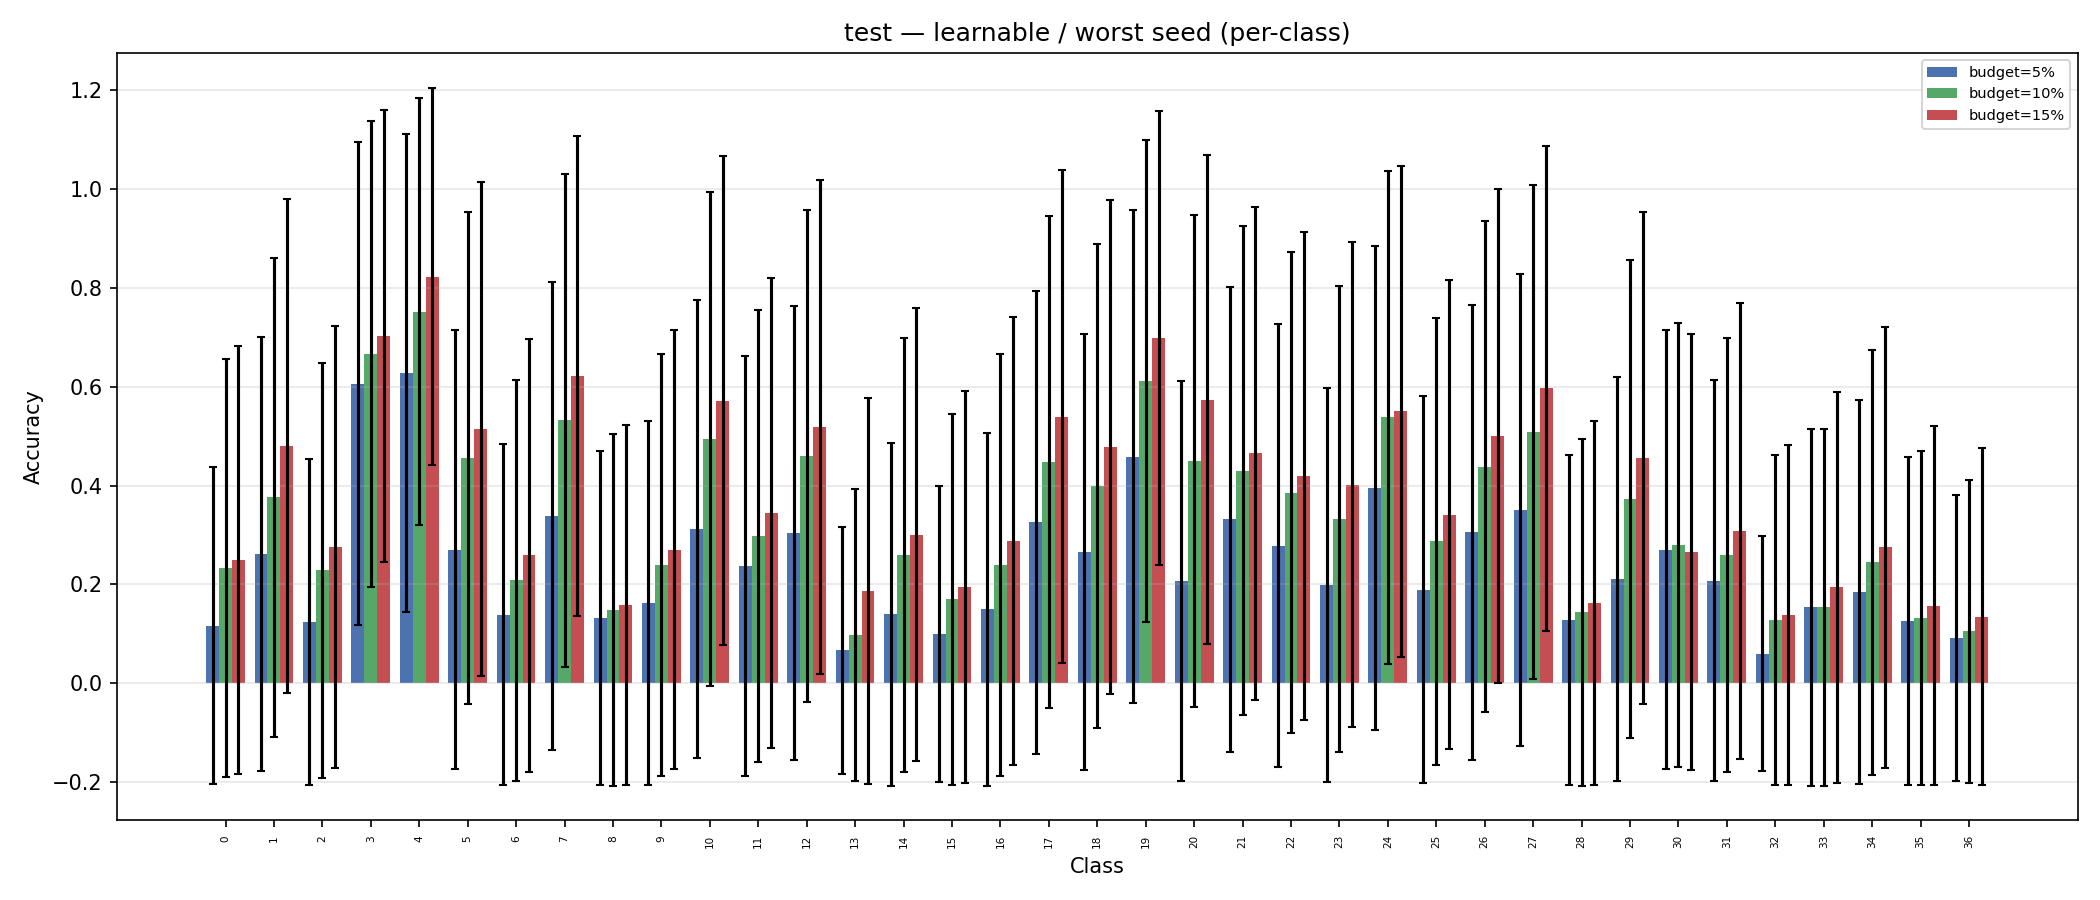 test — learnable / worst seed (per-class)
budget=5%
budget=10%
budget=15%
Accuracy
1.2
1.0
0.8
0.6
0.4
0.2
0.0
−0.2
0 1 2 3 4 5 6 7 8 9 10 11 12 13 14 15 16 17 18 19 20 21 22 23 24 25 26 27 28 29 30 31 32 33 34 35 36
Class